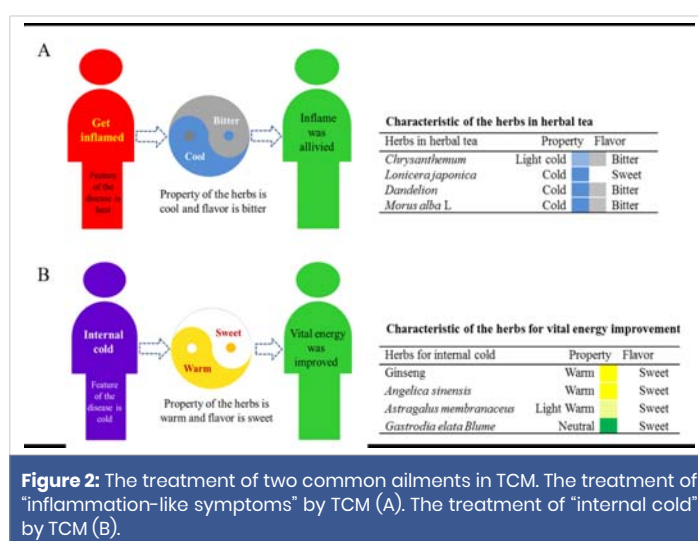 A
Get
inflamed
Feature
of the
disease is
heat
Bitter
Cool
Property of the herbs is
cool and flavor is bitter
Inflame
was
allivied
Characteristic of the herbs in herbal tea
Herbs in herbal tea Property Flavor
Chrysanthemum Light cold Bitter
Lonicera japonica Cold Sweet
Dandelion Cold Bitter
Morus alba L Cold Bitter
B
Internal
cold
Feature
of the
disease is
cold
Sweet
Warm
Property of the herbs is
warm and flavor is sweet
Vital energy
was
improved
Characteristic of the herbs for vital energy improvement
Herbs for internal cold Property Flavor
Ginseng Warm Sweet
Angelica sinensis Warm Sweet
Astragalus membranaceus Light Warm Sweet
Gastrodia elata Blume Neutral Sweet
Figure 2: The treatment of two common ailments in TCM. The treatment of
"inflammation-like symptoms" by TCM (A). The treatment of "internal cold"
by TCM (B).